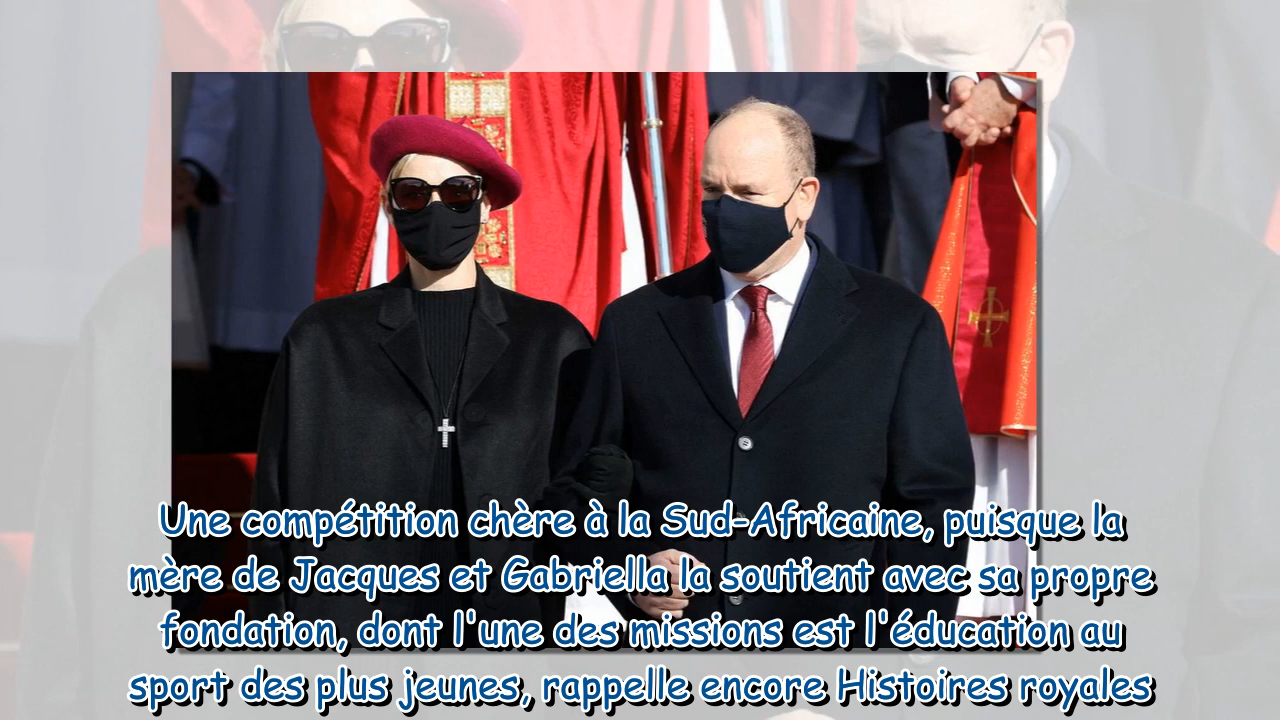 Une compétition chère à la Sud-Africaine, puisque la
mère de Jacques et Gabriella la soutient avec sa propre
fondation, dont l'une des missions est l'éducation au
sport des plus jeunes, rappelle encore Histoires royales